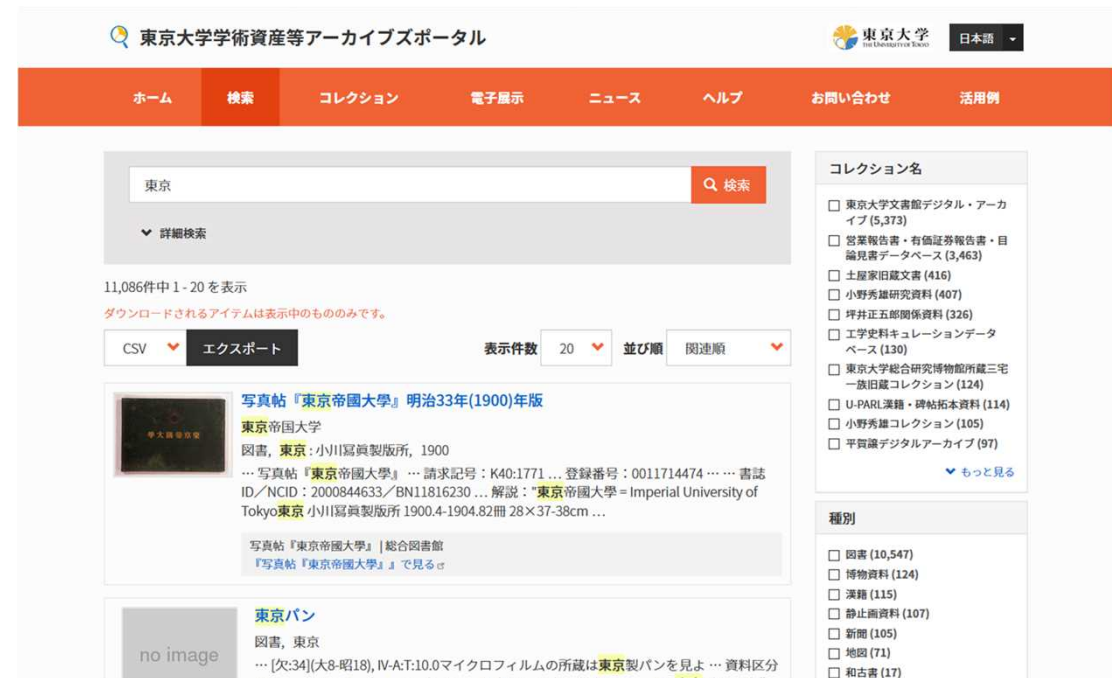 東京大学学術資産等アーカイブズポータル
東京大学
THE UNIVERSITY OF TOKYO
日本語
ホーム 検索 コレクション 電子展示 ニュース ヘルプ お問い合わせ 活用例
東京
検索
詳細検索
11,086件中 1 - 20 を表示
ダウンロードされるアイテムは表示中のもののみです。
CSV エクスポート 表示件数 20 並び順 関連順
写真帖『東京帝國大學』明治33年(1900)年版
東京帝国大学
図書, 東京 : 小川寫眞製版所, 1900
… 写真帖『東京帝國大學』 … 請求記号：K40:1771 … 登録番号：0011714474 … … 書誌
ID／NCID：2000844633／BN11816230 … 解説："東京帝國大學 = Imperial University of
Tokyo東京 小川寫眞製版所 1900.4-1904.82冊 28×37-38cm …
写真帖『東京帝國大學』 | 総合図書館
『写真帖『東京帝國大學』』で見る
東京パン
no image
図書, 東京
… [欠:34](大8-昭18), IV-A:T:10.0マイクロフィルムの所蔵は東京製パンを見よ … 資料区分
コレクション名
東京大学文書館デジタル・アーカ
イブ (5,373)
営業報告書・有価証券報告書・目
論見書データベース (3,463)
土屋家旧蔵文書 (416)
小野秀雄研究資料 (407)
坪井正五郎関係資料 (326)
工学史料キュレーションデータ
ベース (130)
東京大学総合研究博物館所蔵三宅
一族旧蔵コレクション (124)
U-PARL漢籍・碑帖拓本資料 (114)
小野秀雄コレクション (105)
平賀譲デジタルアーカイブ (97)
もっと見る
種別
図書 (10,547)
博物資料 (124)
漢籍 (115)
静止画資料 (107)
新聞 (105)
地図 (71)
和古書 (17)